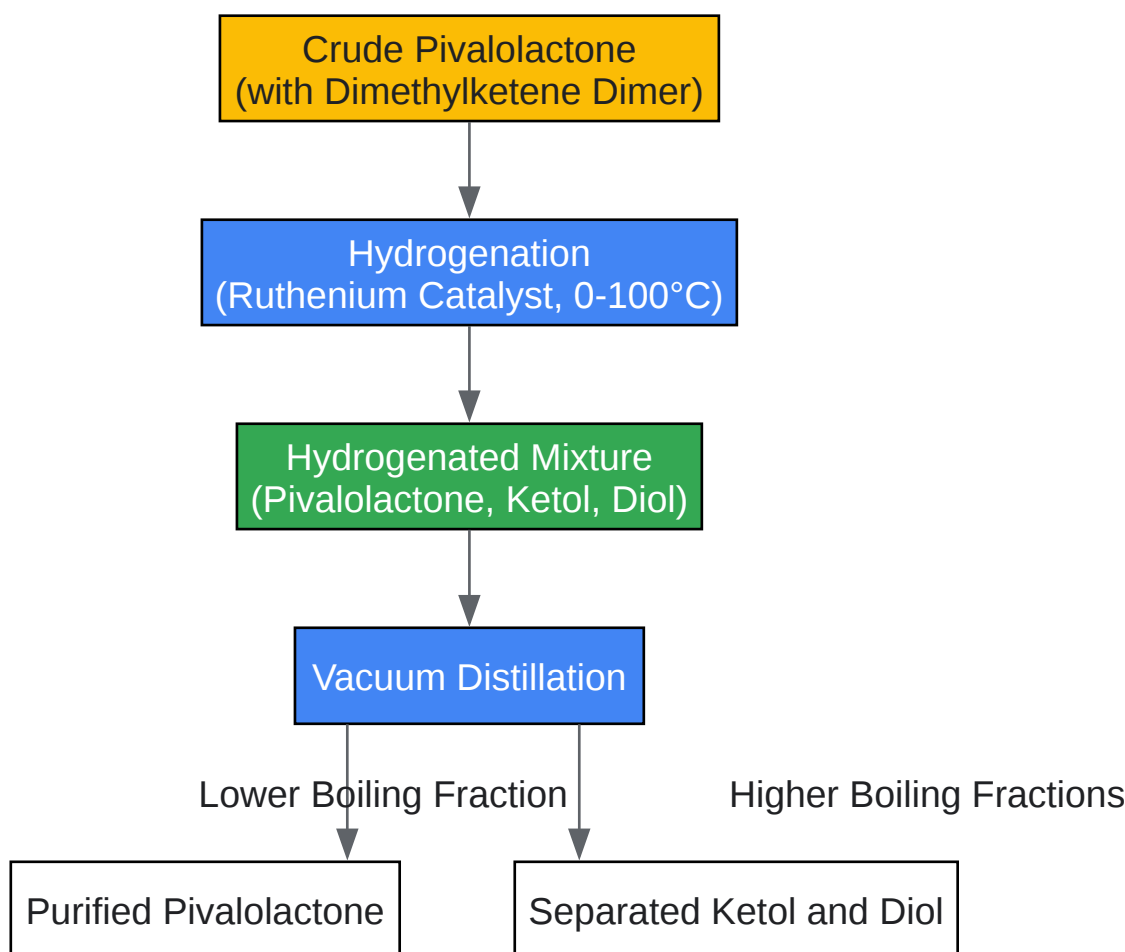 Crude Pivalolactone
(with Dimethylketene Dimer)
Hydrogenation
(Ruthenium Catalyst, 0-100°C)
Hydrogenated Mixture
(Pivalolactone, Ketol, Diol)
Vacuum Distillation
Lower Boiling Fraction
Higher Boiling Fractions
Purified Pivalolactone
Separated Ketol and Diol